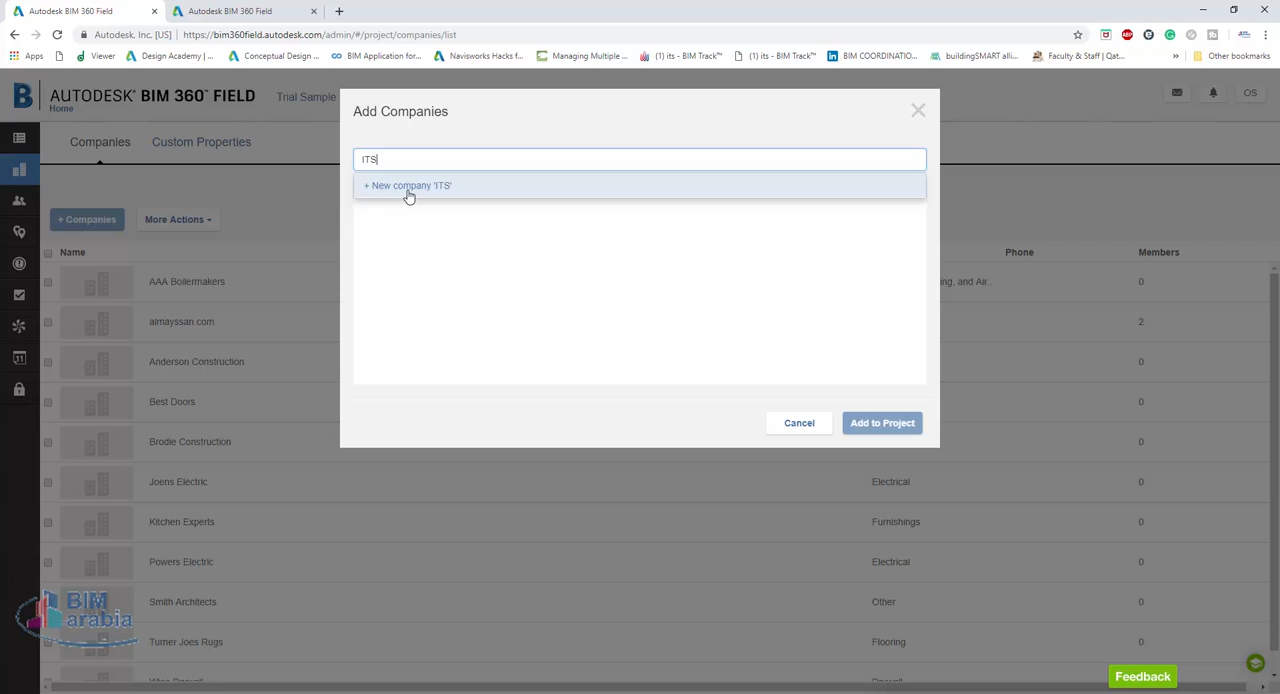 Autodesk BIM 360 Field
Autodesk BIM 360 Field
Autodesk, Inc. [US] https://bim360field.autodesk.com/admin/#/project/companies/list
Apps Viewer Design Academy | ... Conceptual Design ... BIM Application for... Navisworks Hacks f... Managing Multiple ... (1) its - BIM Track™ (1) its - BIM Track™ BIM COORDINATIO... buildingSMART alli... Faculty & Staff | Qat... » Other bookmarks
B AUTODESK® BIM 360™ FIELD Trial Sample OS
Home
Companies Custom Properties
Add Companies
ITS
+ New company 'ITS'
+ Companies More Actions
Name Phone Members
AAA Boilermakers ing, and Air.. 0
almayssan.com 2
Anderson Construction 0
Best Doors 0
Cancel Add to Project
Brodie Construction 0
Joens Electric Electrical 0
Kitchen Experts Furnishings 0
Powers Electric Electrical 0
Smith Architects Other 0
Turner Joes Rugs Flooring 0
11
BIM
arabia
Feedback